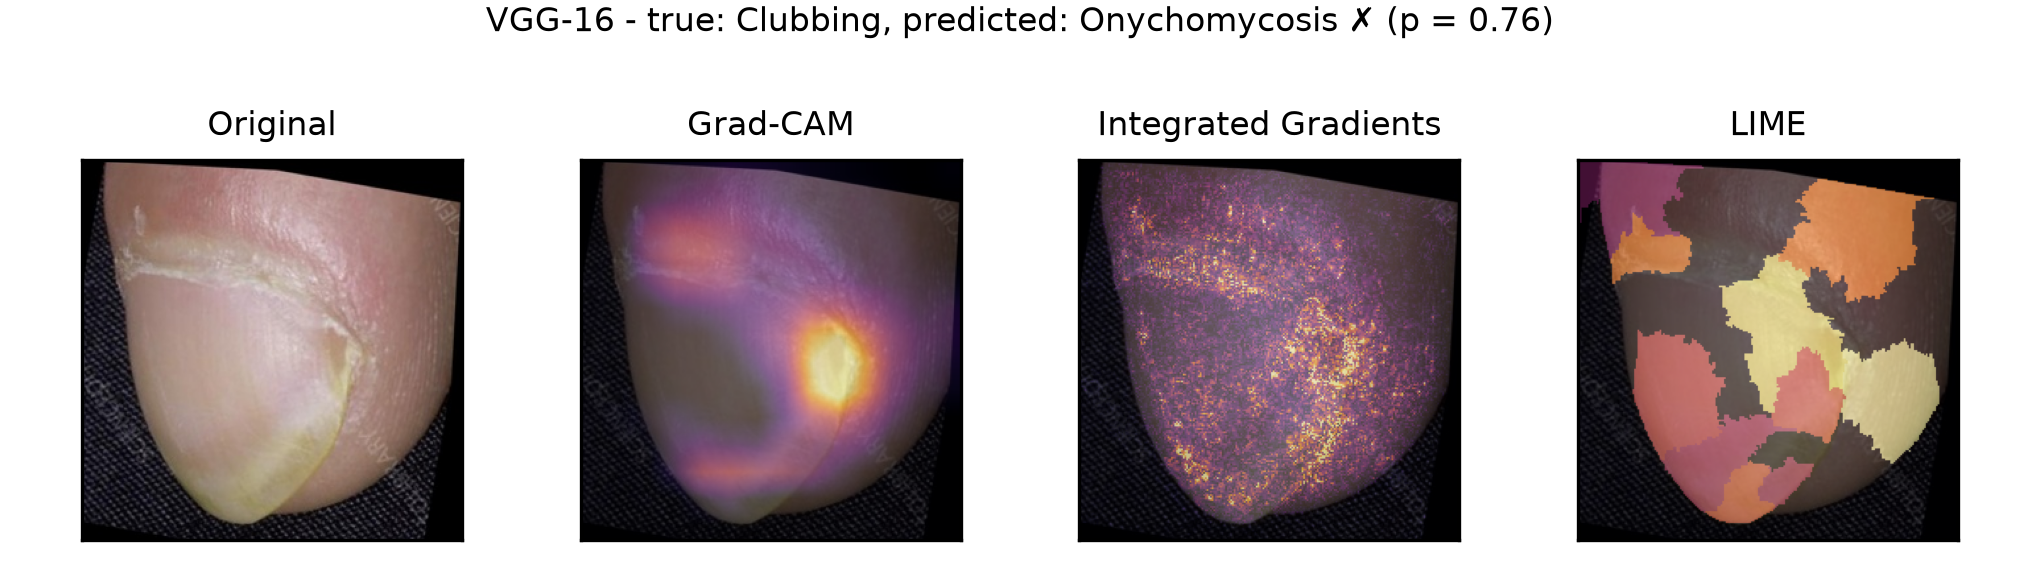 VGG-16 - true: Clubbing, predicted: Onychomycosis ✗ (p = 0.76)
Original
Grad-CAM
Integrated Gradients
LIME